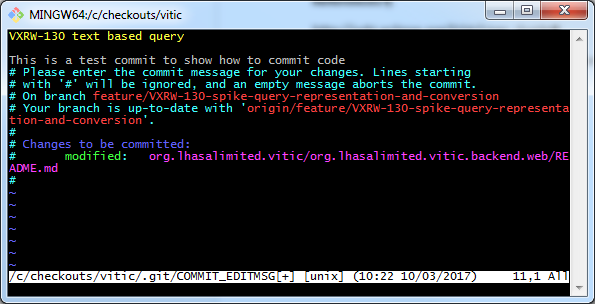 MINGW64:/c/checkouts/vitic
VXRW-130 text based query
This is a test commit to show how to commit code
# Please enter the commit message for your changes. Lines starting
# with '#' will be ignored, and an empty message aborts the commit.
# On branch feature/VXRW-130-spike-query-representation-and-conversion
# Your branch is up-to-date with 'origin/feature/VXRW-130-spike-query-representa
tion-and-conversion'.
#
# Changes to be committed:
#       modified:   org.lhasalimited.vitic/org.lhasalimited.vitic.backend.web/RE
ADME.md
#
~
~
~
~
~
~
/c/checkouts/vitic/.git/COMMIT_EDITMSG[+] [unix] (10:22 10/03/2017)     11,1 All